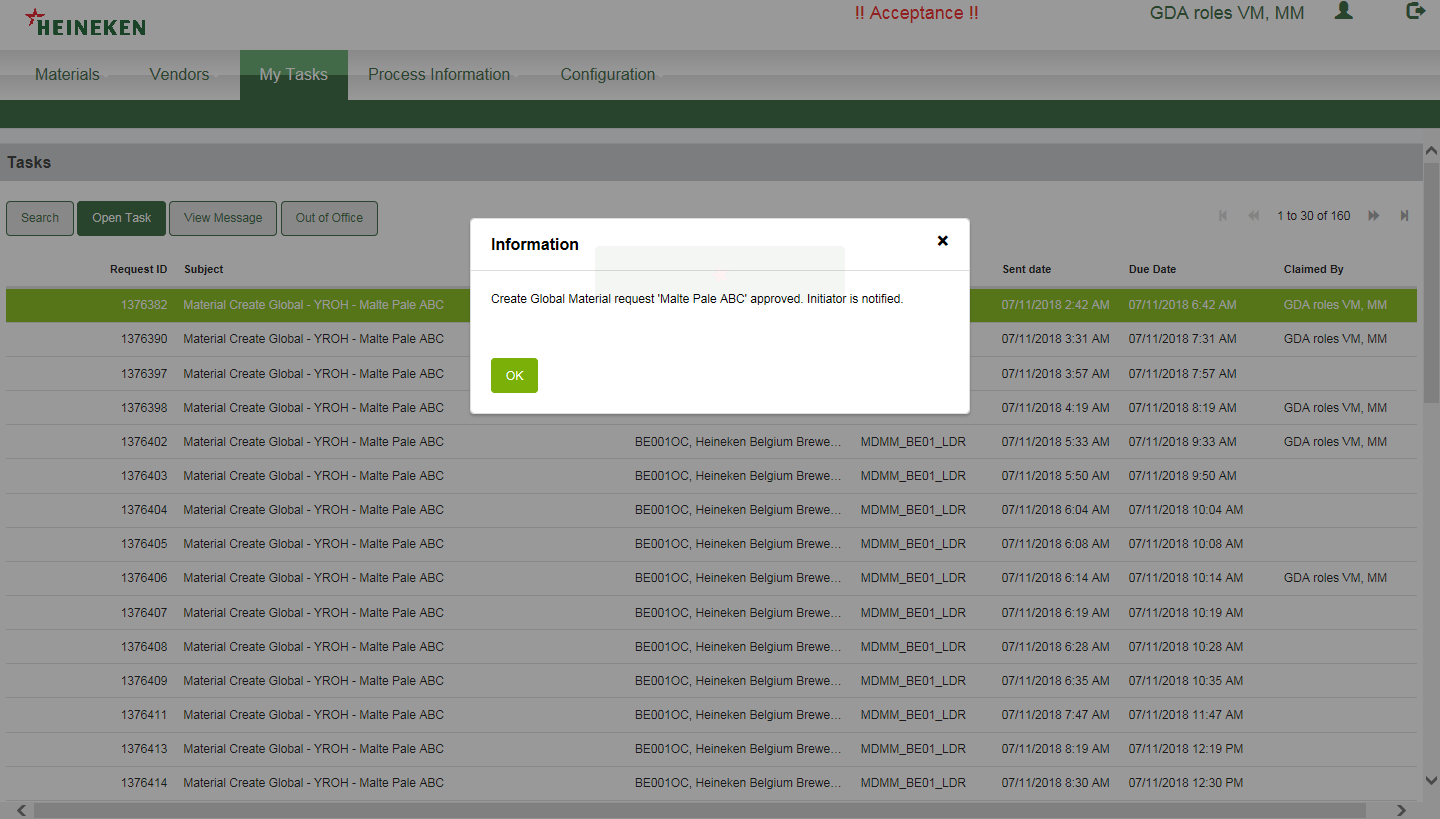 HEINEKEN
!! Acceptance !!
GDA roles VM, MM
Materials Vendors My Tasks Process Information Configuration
Tasks
Search Open Task View Message Out of Office 1 to 30 of 160
Information
Create Global Material request 'Malte Pale ABC' approved. Initiator is notified.
OK
Request ID Subject Sent date Due Date Claimed By
1376382 Material Create Global - YROH - Malte Pale ABC 07/11/2018 2:42 AM 07/11/2018 6:42 AM GDA roles VM, MM
1376390 Material Create Global - YROH - Malte Pale ABC 07/11/2018 3:31 AM 07/11/2018 7:31 AM GDA roles VM, MM
1376397 Material Create Global - YROH - Malte Pale ABC 07/11/2018 3:57 AM 07/11/2018 7:57 AM
1376398 Material Create Global - YROH - Malte Pale ABC 07/11/2018 4:19 AM 07/11/2018 8:19 AM GDA roles VM, MM
1376402 Material Create Global - YROH - Malte Pale ABC BE001OC, Heineken Belgium Brewe... MDMM_BE01_LDR 07/11/2018 5:33 AM 07/11/2018 9:33 AM GDA roles VM, MM
1376403 Material Create Global - YROH - Malte Pale ABC BE001OC, Heineken Belgium Brewe... MDMM_BE01_LDR 07/11/2018 5:50 AM 07/11/2018 9:50 AM
1376404 Material Create Global - YROH - Malte Pale ABC BE001OC, Heineken Belgium Brewe... MDMM_BE01_LDR 07/11/2018 6:04 AM 07/11/2018 10:04 AM
1376405 Material Create Global - YROH - Malte Pale ABC BE001OC, Heineken Belgium Brewe... MDMM_BE01_LDR 07/11/2018 6:08 AM 07/11/2018 10:08 AM
1376406 Material Create Global - YROH - Malte Pale ABC BE001OC, Heineken Belgium Brewe... MDMM_BE01_LDR 07/11/2018 6:14 AM 07/11/2018 10:14 AM GDA roles VM, MM
1376407 Material Create Global - YROH - Malte Pale ABC BE001OC, Heineken Belgium Brewe... MDMM_BE01_LDR 07/11/2018 6:19 AM 07/11/2018 10:19 AM
1376408 Material Create Global - YROH - Malte Pale ABC BE001OC, Heineken Belgium Brewe... MDMM_BE01_LDR 07/11/2018 6:28 AM 07/11/2018 10:28 AM
1376409 Material Create Global - YROH - Malte Pale ABC BE001OC, Heineken Belgium Brewe... MDMM_BE01_LDR 07/11/2018 6:35 AM 07/11/2018 10:35 AM
1376411 Material Create Global - YROH - Malte Pale ABC BE001OC, Heineken Belgium Brewe... MDMM_BE01_LDR 07/11/2018 7:47 AM 07/11/2018 11:47 AM
1376413 Material Create Global - YROH - Malte Pale ABC BE001OC, Heineken Belgium Brewe... MDMM_BE01_LDR 07/11/2018 8:19 AM 07/11/2018 12:19 PM
1376414 Material Create Global - YROH - Malte Pale ABC BE001OC, Heineken Belgium Brewe... MDMM_BE01_LDR 07/11/2018 8:30 AM 07/11/2018 12:30 PM